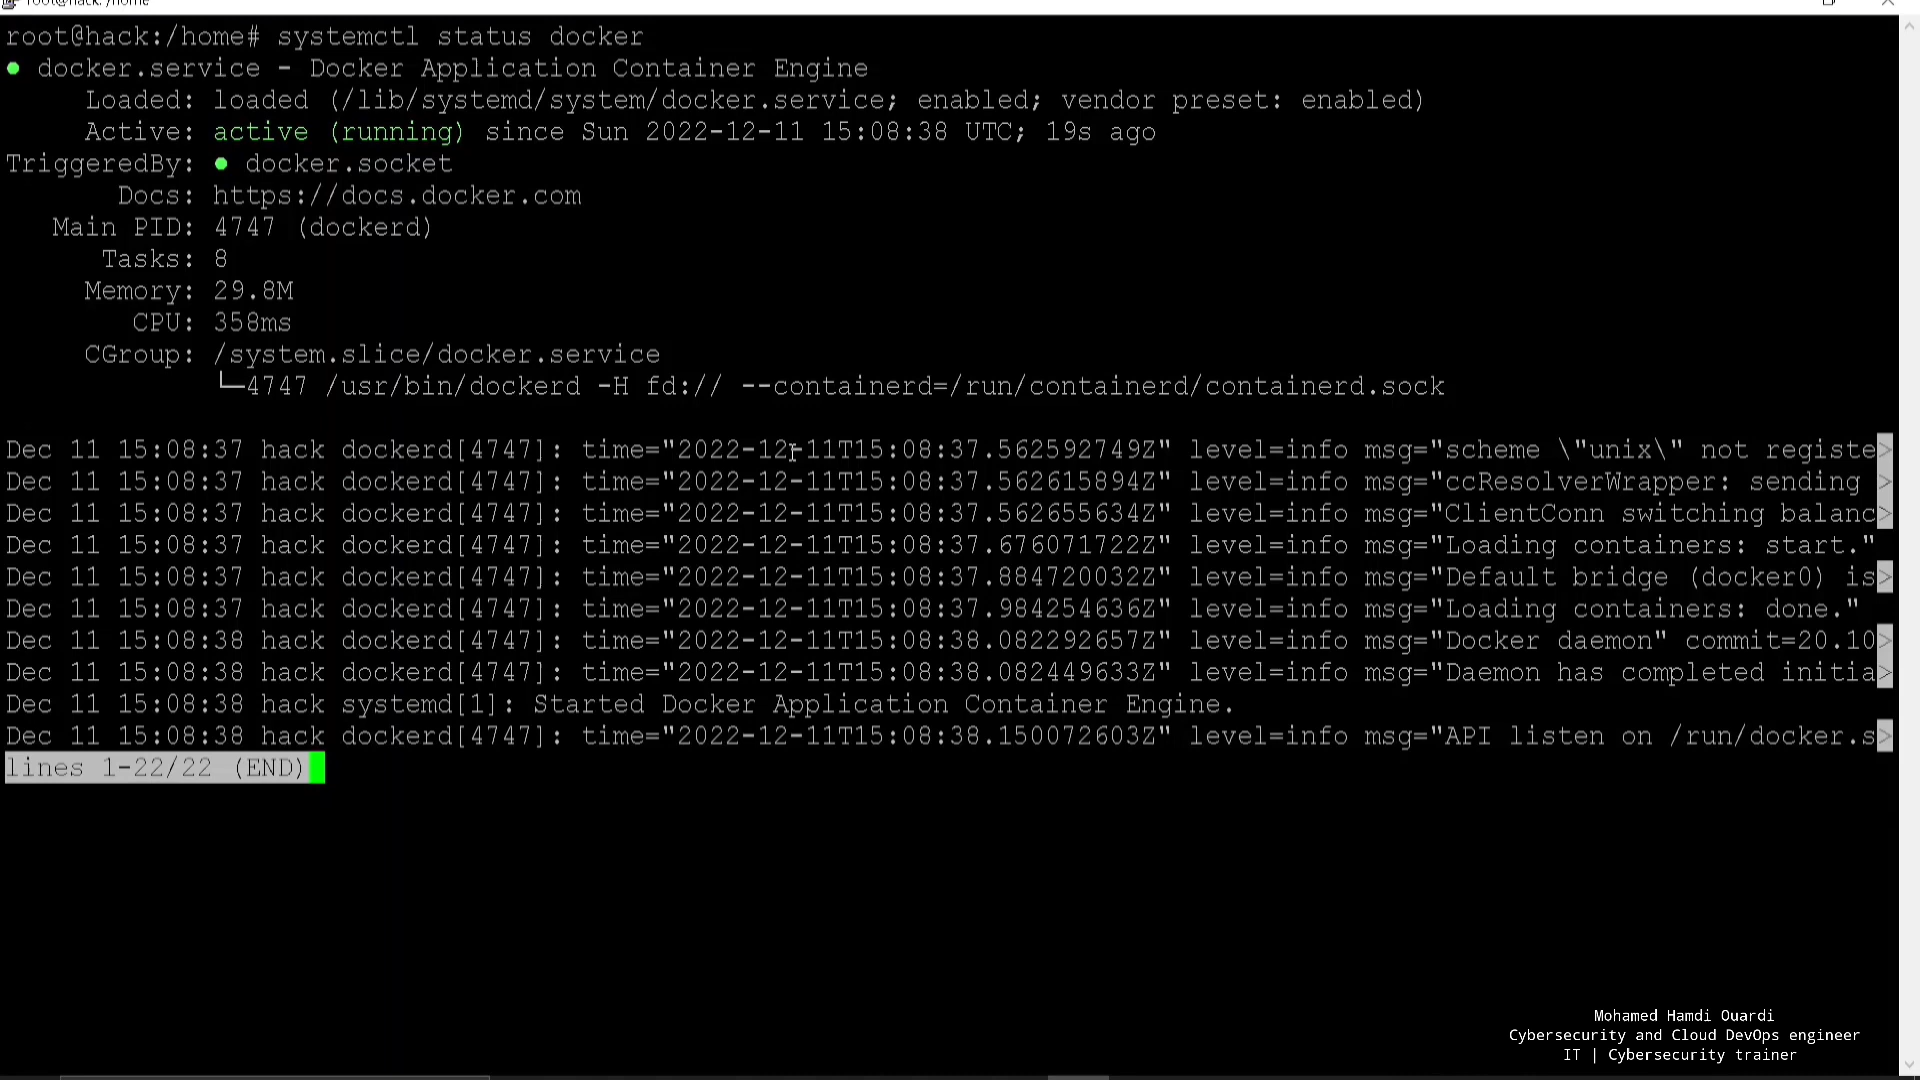 root@hack: /home
root@hack:/home# systemctl status docker
● docker.service - Docker Application Container Engine
Loaded: loaded (/lib/systemd/system/docker.service; enabled; vendor preset: enabled)
Active: active (running) since Sun 2022-12-11 15:08:38 UTC; 19s ago
TriggeredBy: ● docker.socket
Docs: https://docs.docker.com
Main PID: 4747 (dockerd)
Tasks: 8
Memory: 29.8M
CPU: 358ms
CGroup: /system.slice/docker.service
└─4747 /usr/bin/dockerd -H fd:// --containerd=/run/containerd/containerd.sock
Dec 11 15:08:37 hack dockerd[4747]: time="2022-12-11T15:08:37.562592749Z" level=info msg="scheme \"unix\" not registe>
Dec 11 15:08:37 hack dockerd[4747]: time="2022-12-11T15:08:37.562615894Z" level=info msg="ccResolverWrapper: sending >
Dec 11 15:08:37 hack dockerd[4747]: time="2022-12-11T15:08:37.562655634Z" level=info msg="ClientConn switching balanc>
Dec 11 15:08:37 hack dockerd[4747]: time="2022-12-11T15:08:37.676071722Z" level=info msg="Loading containers: start."
Dec 11 15:08:37 hack dockerd[4747]: time="2022-12-11T15:08:37.884720032Z" level=info msg="Default bridge (docker0) is>
Dec 11 15:08:37 hack dockerd[4747]: time="2022-12-11T15:08:37.984254636Z" level=info msg="Loading containers: done."
Dec 11 15:08:38 hack dockerd[4747]: time="2022-12-11T15:08:38.082292657Z" level=info msg="Docker daemon" commit=20.10>
Dec 11 15:08:38 hack dockerd[4747]: time="2022-12-11T15:08:38.082449633Z" level=info msg="Daemon has completed initia>
Dec 11 15:08:38 hack systemd[1]: Started Docker Application Container Engine.
Dec 11 15:08:38 hack dockerd[4747]: time="2022-12-11T15:08:38.150072603Z" level=info msg="API listen on /run/docker.s>
lines 1-22/22 (END)
Mohamed Hamdi Ouardi
Cybersecurity and Cloud DevOps engineer
IT | Cybersecurity trainer